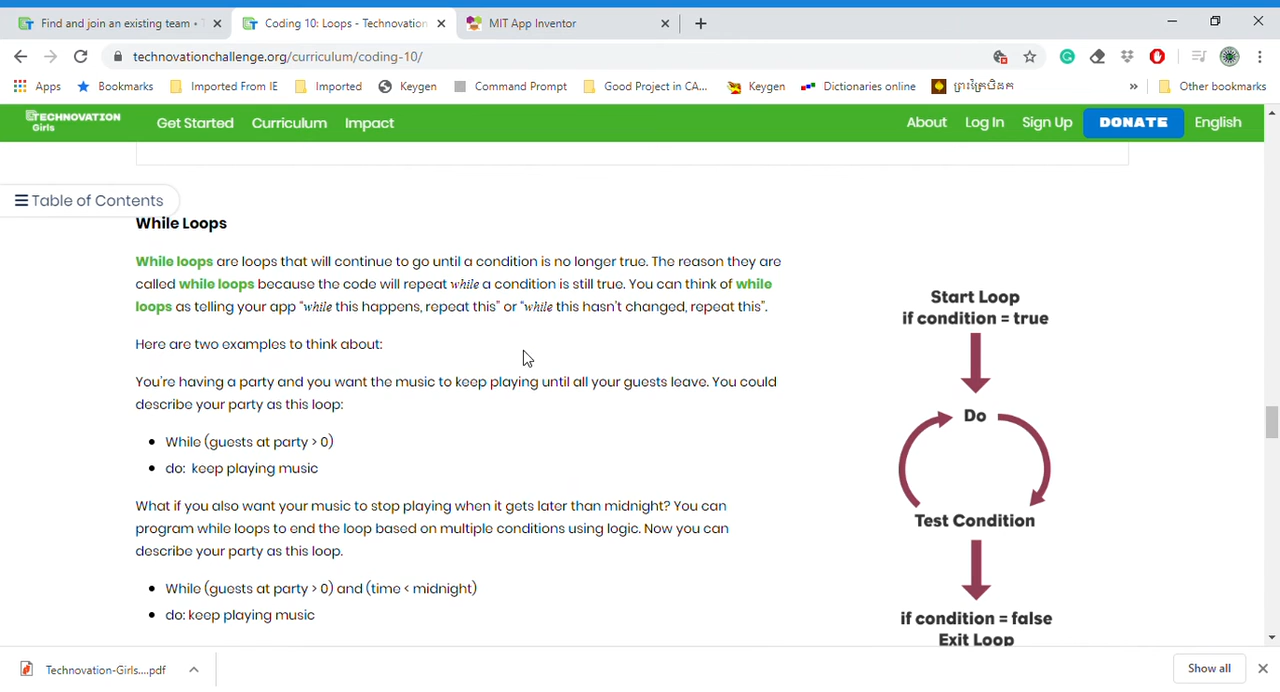 Find and join an existing team • T
Coding 10: Loops - Technovation
MIT App Inventor
technovationchallenge.org/curriculum/coding-10/
Apps Bookmarks Imported From IE Imported Keygen Command Prompt Good Project in CA... Keygen Dictionaries online ព្រះត្រៃបិដក » Other bookmarks
TECHNOVATION
Girls
Get Started Curriculum Impact About Log In Sign Up DONATE English
Table of Contents
While Loops
While loops are loops that will continue to go until a condition is no longer true. The reason they are
called while loops because the code will repeat while a condition is still true. You can think of while
loops as telling your app “while this happens, repeat this” or “while this hasn’t changed, repeat this”.
Here are two examples to think about:
You’re having a party and you want the music to keep playing until all your guests leave. You could
describe your party as this loop:
• While (guests at party > 0)
• do: keep playing music
What if you also want your music to stop playing when it gets later than midnight? You can
program while loops to end the loop based on multiple conditions using logic. Now you can
describe your party as this loop.
• While (guests at party > 0) and (time < midnight)
• do: keep playing music
Start Loop
if condition = true
Do
Test Condition
if condition = false
Exit Loop
Technovation-Girls....pdf
Show all